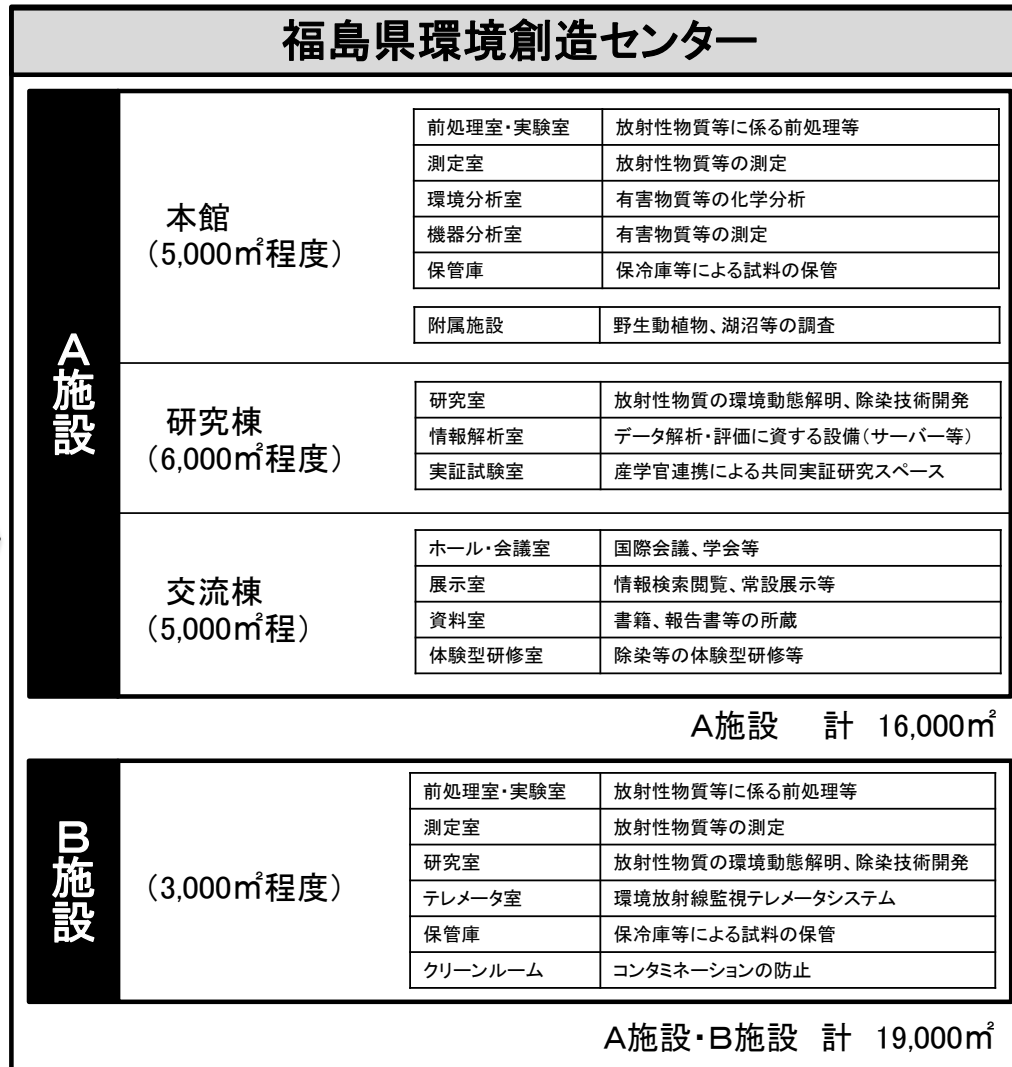 福島県環境創造センター
A施設
本館
（5,000㎡程度）
前処理室・実験室 放射性物質等に係る前処理等
測定室 放射性物質等の測定
環境分析室 有害物質等の化学分析
機器分析室 有害物質等の測定
保管庫 保冷庫等による試料の保管
附属施設 野生動植物、湖沼等の調査
研究棟
（6,000㎡程度）
研究室 放射性物質の環境動態解明、除染技術開発
情報解析室 データ解析・評価に資する設備（サーバー等）
実証試験室 産学官連携による共同実証研究スペース
交流棟
（5,000㎡程）
ホール・会議室 国際会議、学会等
展示室 情報検索閲覧、常設展示等
資料室 書籍、報告書等の所蔵
体験型研修室 除染等の体験型研修等
A施設 計 16,000㎡
B施設
（3,000㎡程度）
前処理室・実験室 放射性物質等に係る前処理等
測定室 放射性物質等の測定
研究室 放射性物質の環境動態解明、除染技術開発
テレメータ室 環境放射線監視テレメータシステム
保管庫 保冷庫等による試料の保管
クリーンルーム コンタミネーションの防止
A施設・B施設 計 19,000㎡